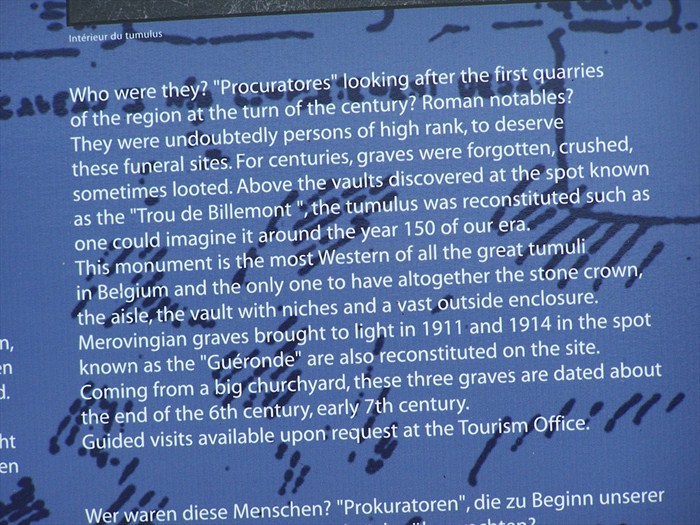 Intérieur du tumulus
Who were they? "Procuratores" looking after the first quarries
of the region at the turn of the century? Roman notables?
They were undoubtedly persons of high rank, to deserve
these funeral sites. For centuries, graves were forgotten, crushed,
sometimes looted. Above the vaults discovered at the spot known
as the "Trou de Billemont ", the tumulus was reconstituted such as
one could imagine it around the year 150 of our era.
This monument is the most Western of all the great tumuli
in Belgium and the only one to have altogether the stone crown,
the aisle, the vault with niches and a vast outside enclosure.
Merovingian graves brought to light in 1911 and 1914 in the spot
known as the "Guéronde" are also reconstituted on the site.
Coming from a big churchyard, these three graves are dated about
the end of the 6th century, early 7th century.
Guided visits available upon request at the Tourism Office.
Wer waren diese Menschen? "Prokuratoren", die zu Beginn unserer